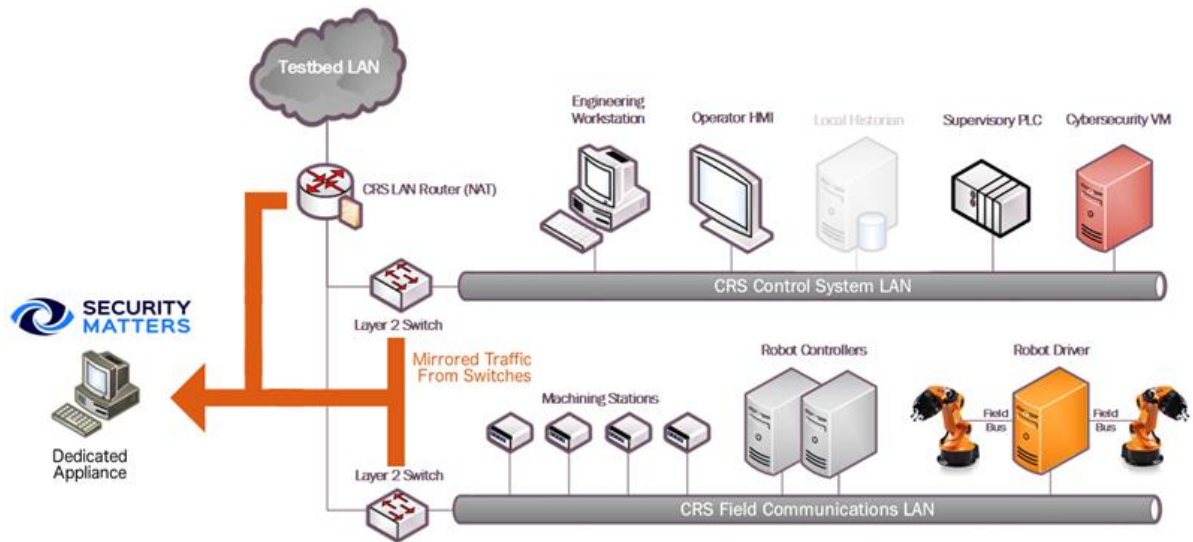 Testbed LAN
Engineering
Workstation
Operator HMI
Local Historian
Supervisory PLC
Cybersecurity VM
CRS LAN Router (NAT)
CRS Control System LAN
SECURITY
MATTERS
Layer 2 Switch
Mirrored Traffic
From Switches
Robot Controllers
Robot Driver
Machining Stations
Field
Bus
Field
Bus
Dedicated
Appliance
Layer 2 Switch
CRS Field Communications LAN